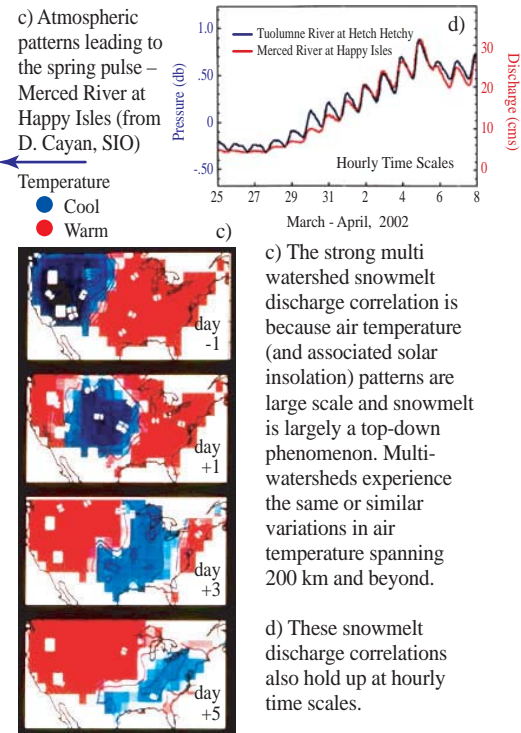 c) Atmospheric
patterns leading to
the spring pulse –
Merced River at
Happy Isles (from
D. Cayan, SIO)
Temperature
Cool
Warm
d)
Tuolumne River at Hetch Hetchy
Merced River at Happy Isles
Pressure (db)
1.0
.50
0
-.50
Discharge (cms)
30
20
10
0
Hourly Time Scales
25 27 29 31 2 4 6 8
March - April, 2002
c)
day
-1
day
+1
day
+3
day
+5
c) The strong multi
watershed snowmelt
discharge correlation is
because air temperature
(and associated solar
insolation) patterns are
large scale and snowmelt
is largely a top-down
phenomenon. Multi-
watersheds experience
the same or similar
variations in air
temperature spanning
200 km and beyond.
d) These snowmelt
discharge correlations
also hold up at hourly
time scales.